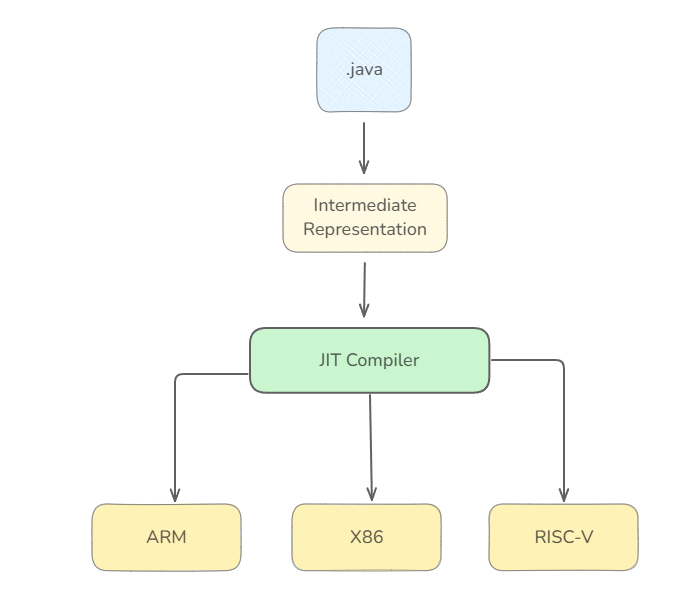 .java
Intermediate
Representation
JIT Compiler
ARM
X86
RISC-V